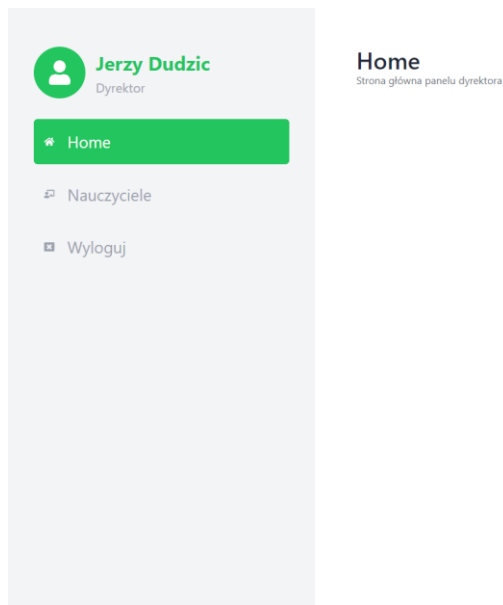 Jerzy Dudzic
Dyrektor
Home
Nauczyciele
Wyloguj
Home
Strona główna panelu dyrektora